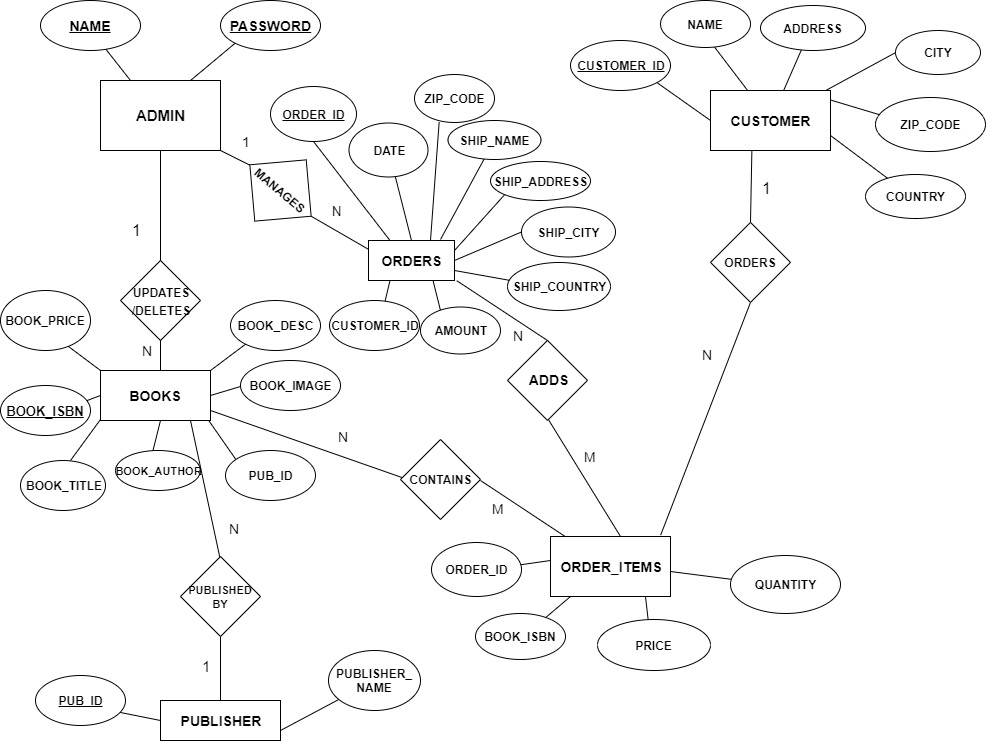 NAME
PASSWORD
ADMIN
1
MANAGES
N
ORDER_ID
DATE
ZIP_CODE
SHIP_NAME
SHIP_ADDRESS
SHIP_CITY
SHIP_COUNTRY
ORDERS
CUSTOMER_ID
AMOUNT
NAME
ADDRESS
CUSTOMER_ID
CITY
CUSTOMER
ZIP_CODE
COUNTRY
1
ORDERS
N
1
UPDATES
/DELETES
N
BOOK_PRICE
BOOK_DESC
BOOK_IMAGE
BOOKS
BOOK_ISBN
BOOK_TITLE
BOOK_AUTHOR
PUB_ID
N
ADDS
M
N
CONTAINS
M
ORDER_ITEMS
ORDER_ID
BOOK_ISBN
PRICE
QUANTITY
N
PUBLISHED
BY
1
PUB_ID
PUBLISHER_
NAME
PUBLISHER